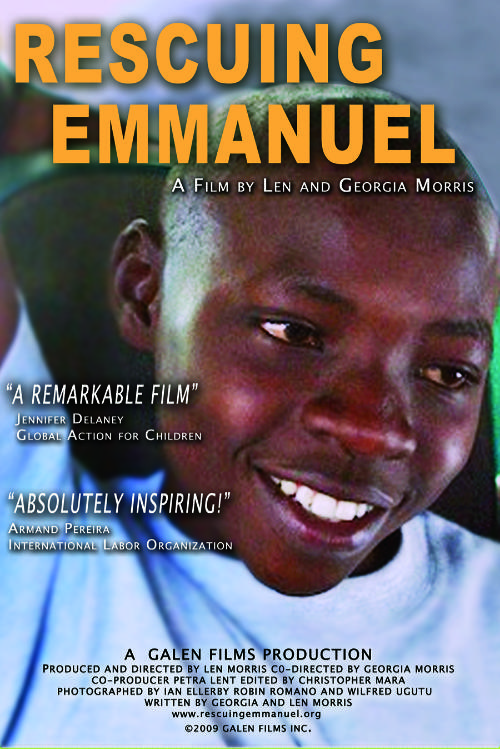 RESCUING
EMMANUEL
A FILM BY LEN AND GEORGIA MORRIS
"A REMARKABLE FILM"
JENNIFER DELANEY
GLOBAL ACTION FOR CHILDREN
"ABSOLUTELY INSPIRING!"
ARMAND PEREIRA
INTERNATIONAL LABOR ORGANIZATION
A GALEN FILMS PRODUCTION
PRODUCED AND DIRECTED BY LEN MORRIS C0-DIRECTED BY GEORGIA MORRIS
CO-PRODUCER PETRA LENT EDITED BY CHRISTOPHER MARA
PHOTOGRAPHED BY IAN ELLERBY ROBIN ROMANO AND WILFRED UGUTU
WRITTEN BY GEORGIA AND LEN MORRIS
www.rescuingemmanuel.org
©2009 GALEN FILMS INC.